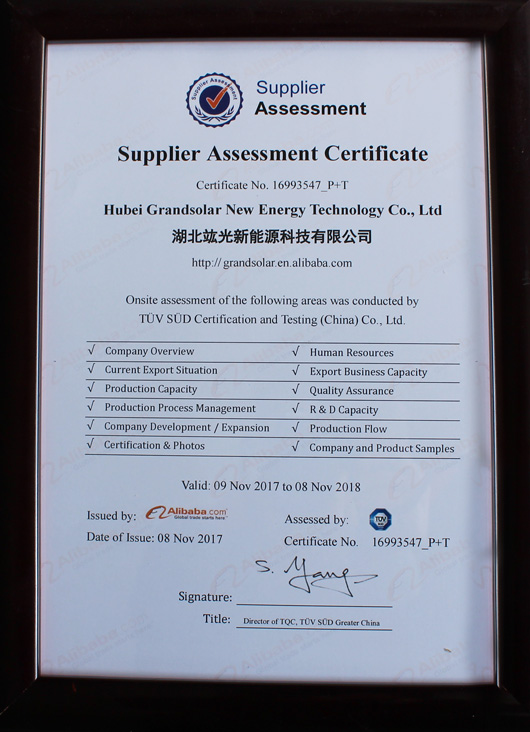 Supplier Assessment
Supplier
Assessment
Supplier Assessment Certificate
Certificate No. 16993547_P+T
Hubei Grandsolar New Energy Technology Co., Ltd
湖北竑光新能源科技有限公司
http:// grandsolar.en.alibaba.com
Onsite assessment of the following areas was conducted by
TÜV SÜD Certification and Testing (China) Co., Ltd.
√ Company Overview √ Human Resources
√ Current Export Situation √ Export Business Capacity
√ Production Capacity √ Quality Assurance
√ Production Process Management √ R & D Capacity
√ Company Development / Expansion √ Production Flow
√ Certification & Photos √ Company and Product Samples
Valid: 09 Nov 2017 to 08 Nov 2018
Issued by: Alibaba.com Assessed by: TÜV
Global trade starts here™
Date of Issue: 08 Nov 2017 Certificate No. 16993547_P+T
S. Yang
Signature:
Title: Director of TQC, TÜV SÜD Greater China